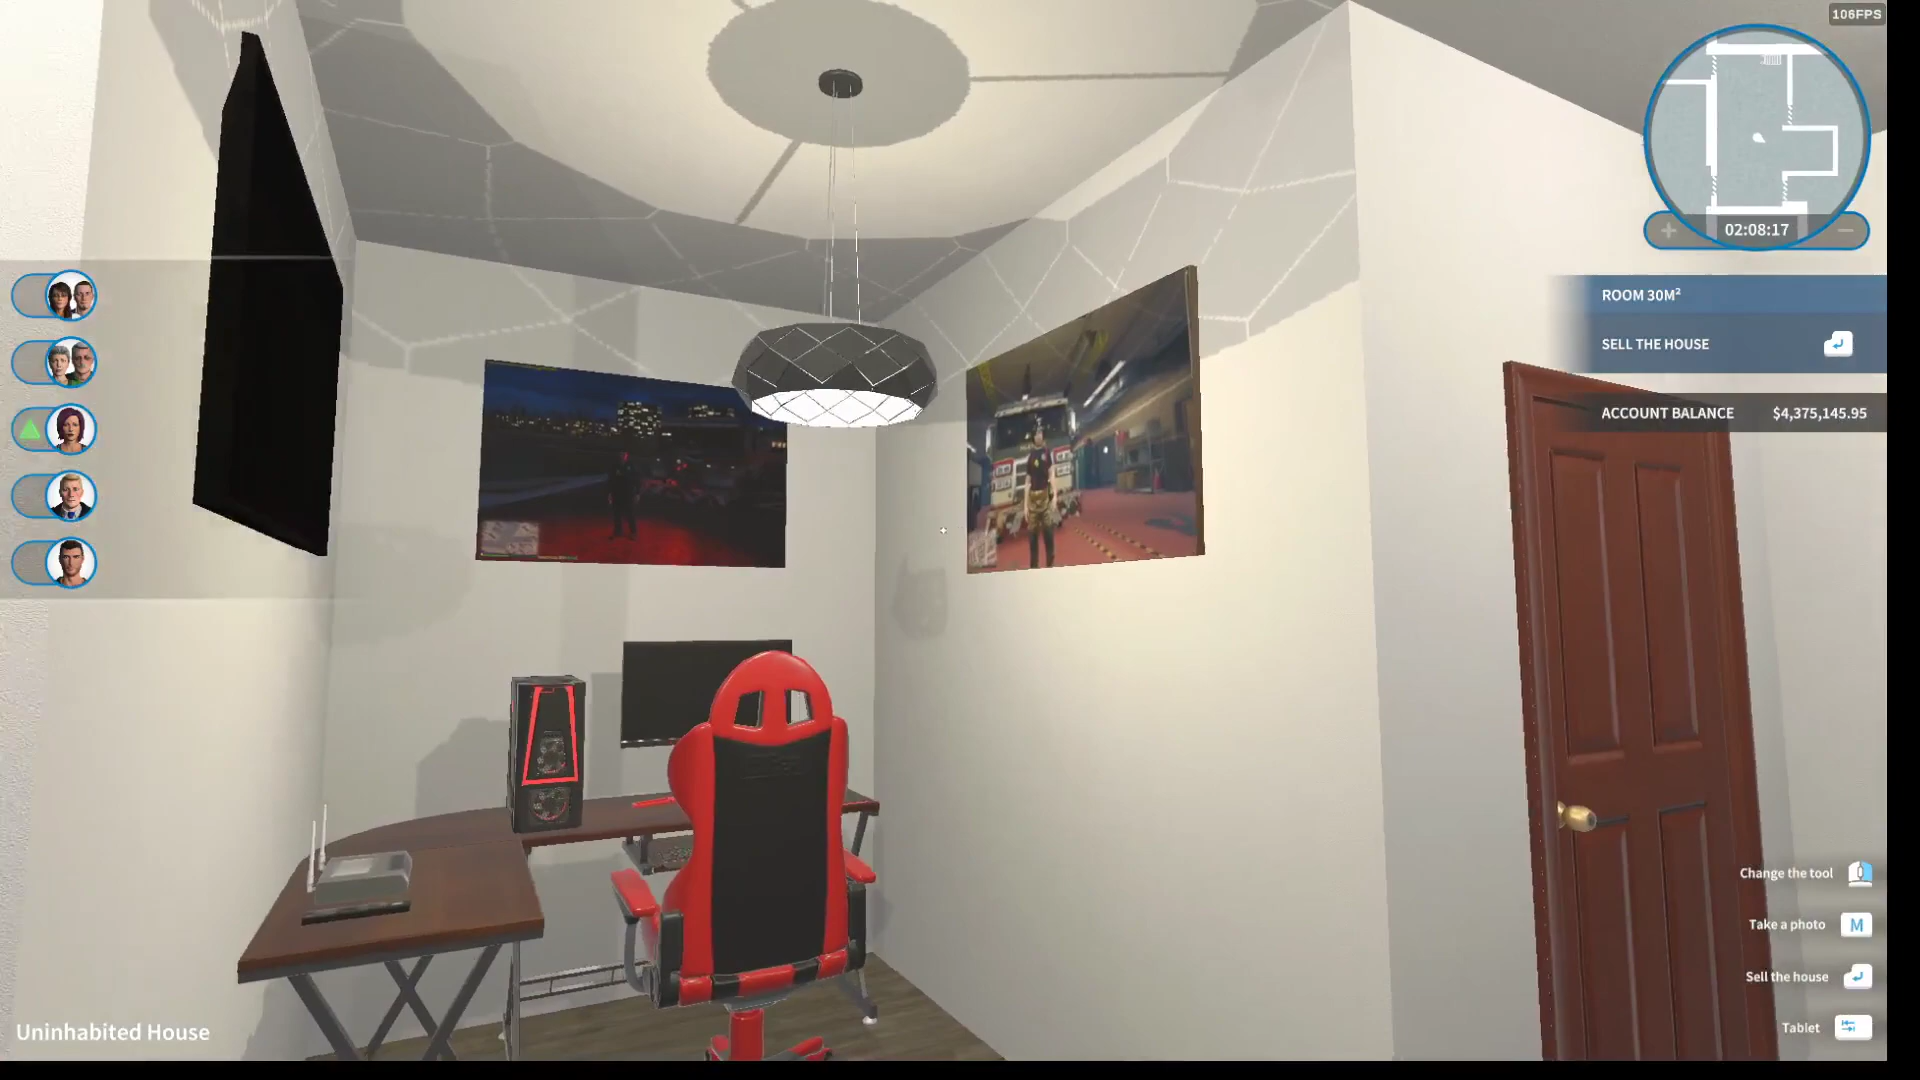 106FPS
02:08:17
ROOM 30M²
SELL THE HOUSE
ACCOUNT BALANCE $4,375,145.95
Change the tool
Take a photo M
Sell the house
Tablet
Uninhabited House